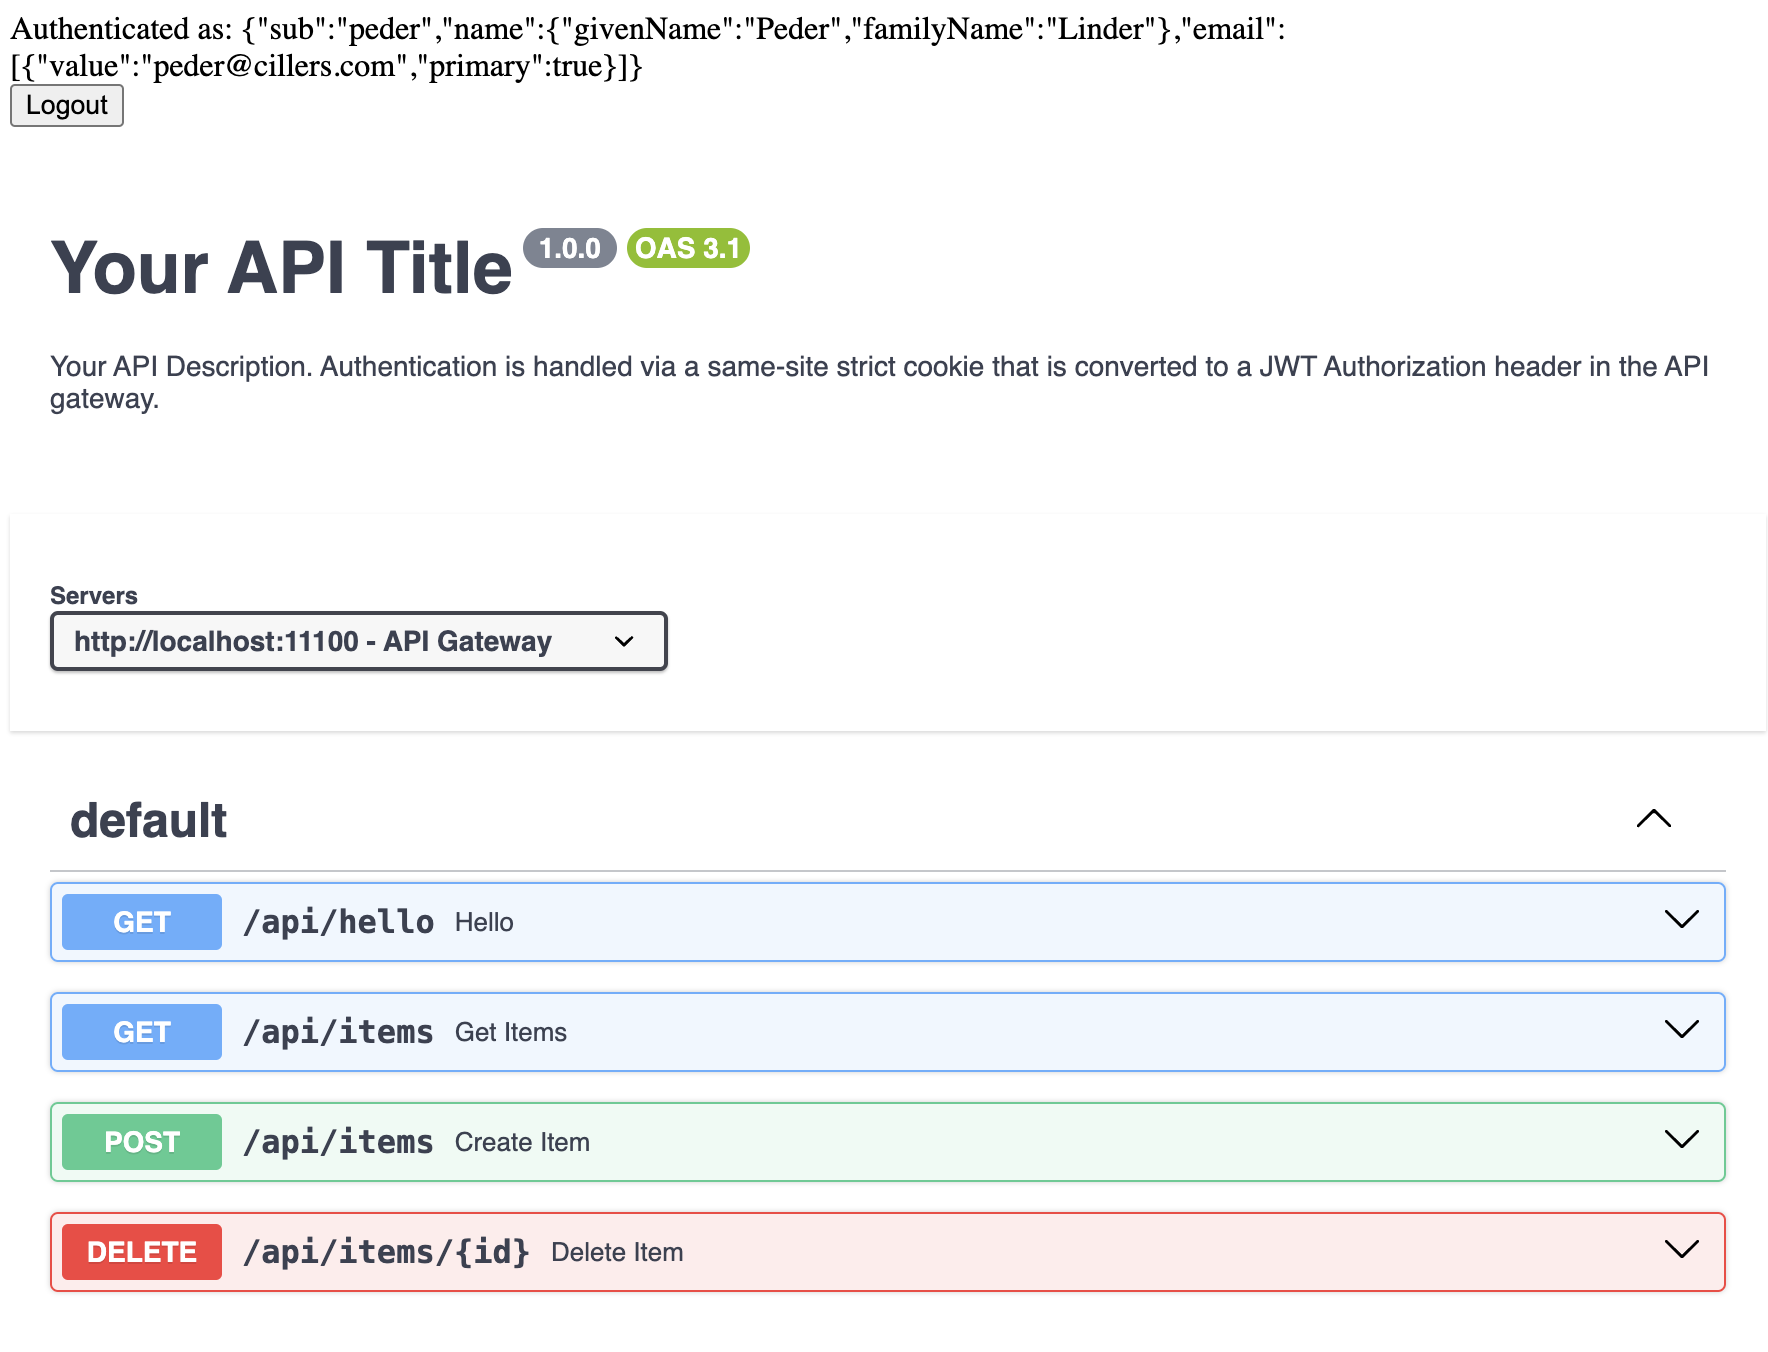 Authenticated as: {"sub":"peder","name":{"givenName":"Peder","familyName":"Linder"},"email":
[{"value":"peder@cillers.com","primary":true}]}
Logout
Your API Title 1.0.0 OAS 3.1
Your API Description. Authentication is handled via a same-site strict cookie that is converted to a JWT Authorization header in the API
gateway.
Servers
http://localhost:11100 - API Gateway
default
GET /api/hello Hello
GET /api/items Get Items
POST /api/items Create Item
DELETE /api/items/{id} Delete Item